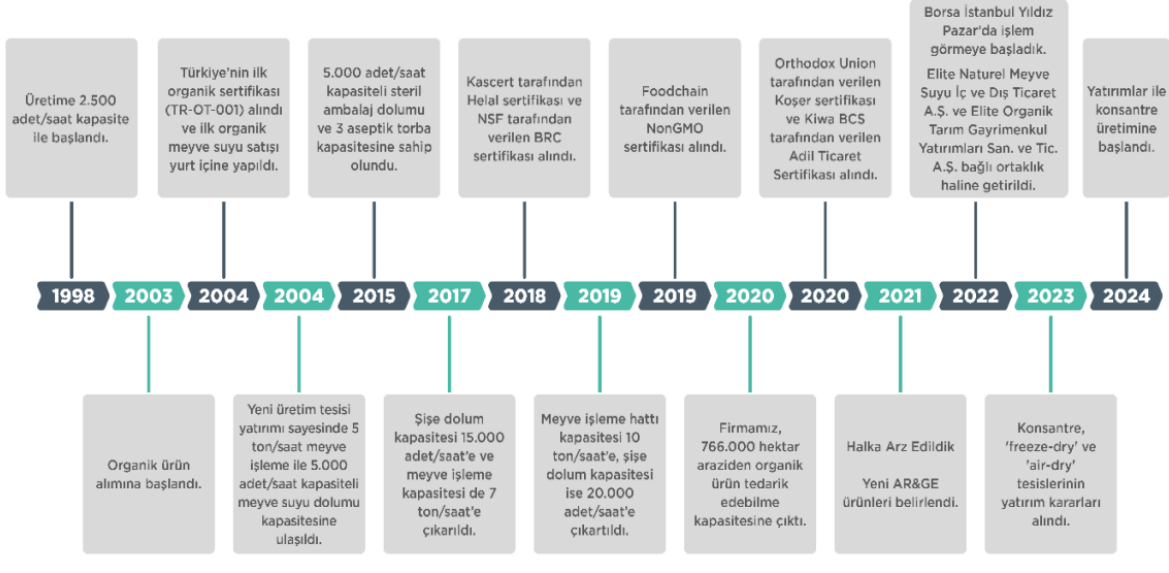 Üretime 2.500
adet/saat kapasite
ile başlandı.
Türkiye'nin ilk
organik sertifikası
(TR-OT-001) alındı
ve ilk organik
meyve suyu satışı
yurt içine yapıldı.
5.000 adet/saat
kapasiteli steril
ambalaj dolumu
ve 3 aseptik torba
kapasitesine sahip
olundu.
Kaşcert tarafından
Helal sertifikası ve
NSF tarafından
verilen BRC
sertifikası alındı.
Foodchain
tarafından verilen
NonGMO
sertifikası alındı.
Orthodox Union
tarafından verilen
Koşer sertifikası
ve Kiwa BCS
tarafından verilen
Adil Ticaret
Sertifikası alındı.
Borsa İstanbul Yıldız
Pazar'da işlem
görmeye başladık.
Elite Naturel Meyve
Suyu İç ve Dış Ticaret
A.Ş. ve Elite Organik
Tarım Gayrimenkul
Yatırımları San. ve Tic.
A.Ş. bağlı ortaklık
haline getirildi.
Yatırımlar ile
konsantre
üretimine
başlandı.
1998 2003 2004 2004 2015 2017 2018 2019 2019 2020 2020 2021 2022 2023 2024
Organik ürün
alımına başlandı.
Yeni üretim tesisi
yatırımı sayesinde 5
ton/saat meyve
işleme ile 5.000
adet/saat kapasiteli
meyve suyu dolumu
kapasitesine
ulaşıldı.
Şişe dolum
kapasitesi 15.000
adet/saat'e ve
meyve işleme
kapasitesi de 7
ton/saat'e
çıkarıldı.
Meyve işleme hattı
kapasitesi 10
ton/saat'e, şişe
dolum kapasitesi
ise 20.000
adet/saat'e
çıkartıldı.
Firmamız,
766.000 hektar
araziden organik
ürün tedarik
edebilme
kapasitesine çıktı.
Halka Arz Edildik
Yeni AR&GE
ürünleri belirlendi.
Konsantre,
'freeze-dry' ve
'air-dry'
tesislerinin
yatırım kararları
alındı.